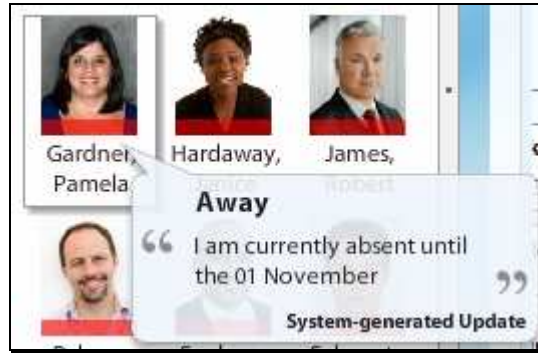 Gardner, Hardaway, James,
Pamela
Away
“ I am currently absent until
the 01 November ”
System-generated Update